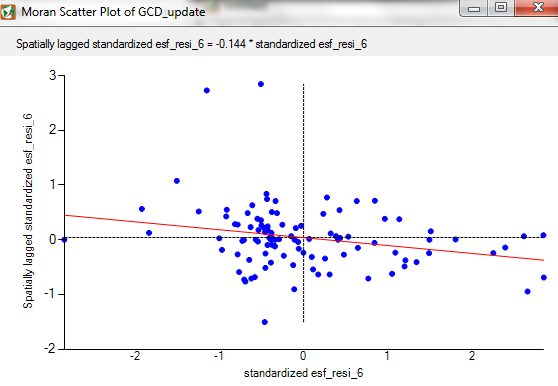 Moran Scatter Plot of GCD_update
Spatially lagged standardized esf_resi_6 = -0.144 * standardized esf_resi_6
Spatially lagged standardized esf_resi_6
3
2
1
0
-1
-2
-2
-1
0
1
2
standardized esf_resi_6